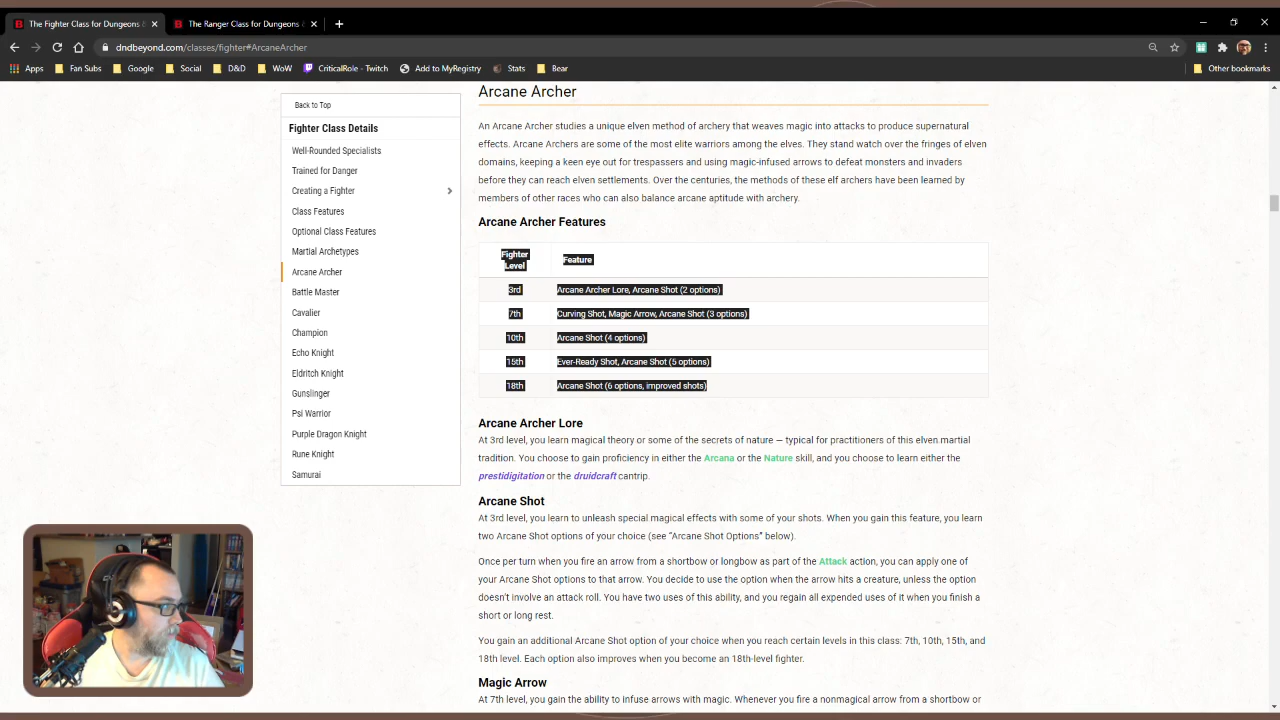 The Fighter Class for Dungeons &
The Ranger Class for Dungeons &
dndbeyond.com/classes/fighter#ArcaneArcher
Apps Fan Subs Google Social D&D WoW CriticalRole - Twitch Add to MyRegistry Stats Bear Other bookmarks
Back to Top
Fighter Class Details
Well-Rounded Specialists
Trained for Danger
Creating a Fighter
Class Features
Optional Class Features
Martial Archetypes
Arcane Archer
Battle Master
Cavalier
Champion
Echo Knight
Eldritch Knight
Gunslinger
Psi Warrior
Purple Dragon Knight
Rune Knight
Samurai
Arcane Archer
An Arcane Archer studies a unique elven method of archery that weaves magic into attacks to produce supernatural
effects. Arcane Archers are some of the most elite warriors among the elves. They stand watch over the fringes of elven
domains, keeping a keen eye out for trespassers and using magic-infused arrows to defeat monsters and invaders
before they can reach elven settlements. Over the centuries, the methods of these elf archers have been learned by
members of other races who can also balance arcane aptitude with archery.
Arcane Archer Features
Fighter
Level
Feature
3rd Arcane Archer Lore, Arcane Shot (2 options)
7th Curving Shot, Magic Arrow, Arcane Shot (3 options)
10th Arcane Shot (4 options)
15th Ever-Ready Shot, Arcane Shot (5 options)
18th Arcane Shot (6 options, improved shots)
Arcane Archer Lore
At 3rd level, you learn magical theory or some of the secrets of nature — typical for practitioners of this elven martial
tradition. You choose to gain proficiency in either the Arcana or the Nature skill, and you choose to learn either the
prestidigitation or the druidcraft cantrip.
Arcane Shot
At 3rd level, you learn to unleash special magical effects with some of your shots. When you gain this feature, you learn
two Arcane Shot options of your choice (see “Arcane Shot Options” below).
Once per turn when you fire an arrow from a shortbow or longbow as part of the Attack action, you can apply one of
your Arcane Shot options to that arrow. You decide to use the option when the arrow hits a creature, unless the option
doesn’t involve an attack roll. You have two uses of this ability, and you regain all expended uses of it when you finish a
short or long rest.
You gain an additional Arcane Shot option of your choice when you reach certain levels in this class: 7th, 10th, 15th, and
18th level. Each option also improves when you become an 18th-level fighter.
Magic Arrow
At 7th level, you gain the ability to infuse arrows with magic. Whenever you fire a nonmagical arrow from a shortbow or